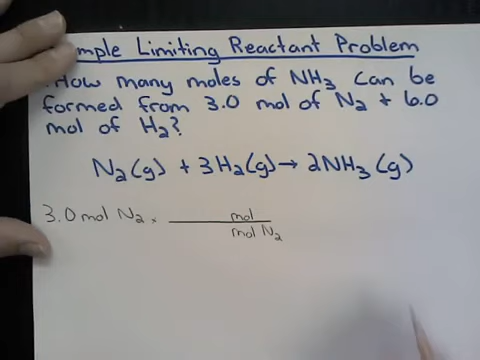 mple Limiting Reactant Problem
How many moles of NH₃ can be
formed from 3.0 mol of N₂ + 6.0
mol of H₂?
N₂(g) + 3H₂(g) → 2NH₃(g)
3.0 mol N₂ × mol
mol N₂